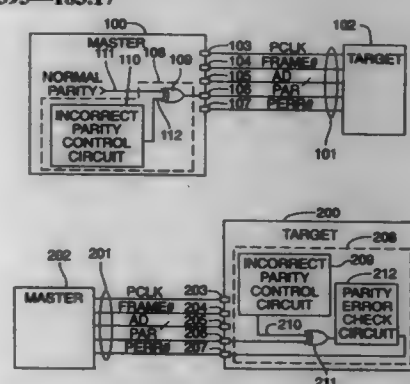 100
102
MASTER
108
103
PCLK
TARGET
111
110
109
104
FRAME#
NORMAL
PARITY
105
AD
106
PAR
107
PERR#
INCORRECT
PARITY
CONTROL
CIRCUIT
112
101
200
TARGET
208
202
201
209
212
MASTER
PCLK
203
INCORRECT
PARITY
CONTROL
CIRCUIT
PARITY
ERROR
CHECK
CIRCUIT
FRAME#
204
AD
205
PAR
206
210
PERR#
207
211